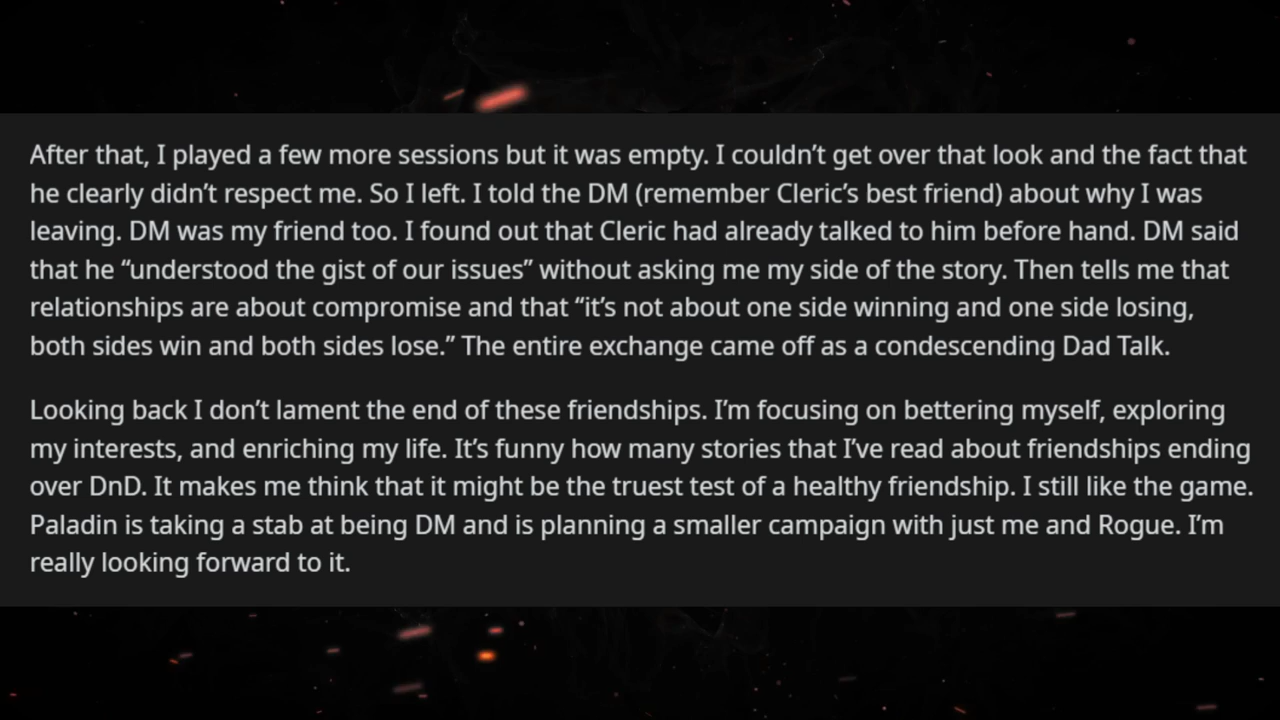 After that, I played a few more sessions but it was empty. I couldn’t get over that look and the fact that
he clearly didn’t respect me. So I left. I told the DM (remember Cleric’s best friend) about why I was
leaving. DM was my friend too. I found out that Cleric had already talked to him before hand. DM said
that he “understood the gist of our issues” without asking me my side of the story. Then tells me that
relationships are about compromise and that “it’s not about one side winning and one side losing,
both sides win and both sides lose.” The entire exchange came off as a condescending Dad Talk.
Looking back I don’t lament the end of these friendships. I’m focusing on bettering myself, exploring
my interests, and enriching my life. It’s funny how many stories that I’ve read about friendships ending
over DnD. It makes me think that it might be the truest test of a healthy friendship. I still like the game.
Paladin is taking a stab at being DM and is planning a smaller campaign with just me and Rogue. I’m
really looking forward to it.